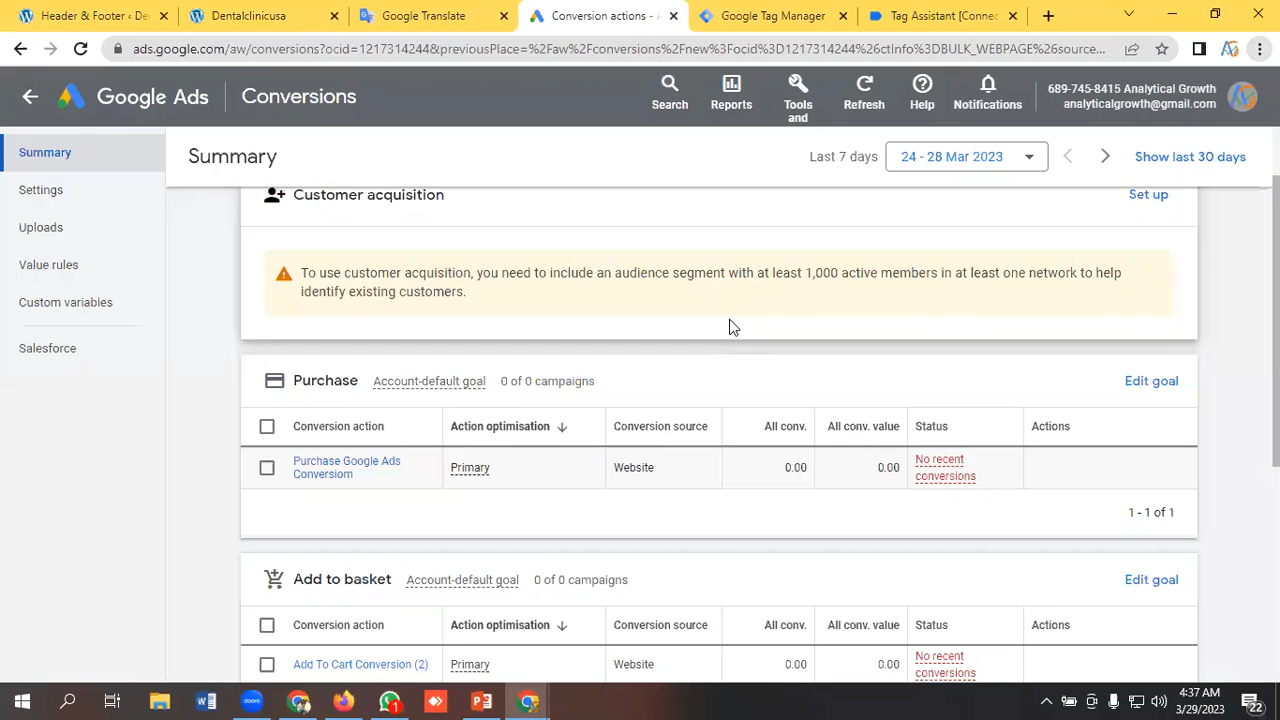 Header & Footer ‹ De
Dentalclinicusa
Google Translate
Conversion actions - A
Google Tag Manager
Tag Assistant [Connec
ads.google.com/aw/conversions?ocid=1217314244&previousPlace=%2Faw%2Fconversions%2Fnew%3Focid%3D1217314244%26ctInfo%3DBULK_WEBPAGE%26source...
Google Ads
Conversions
Search
Reports
Tools
and
Refresh
Help
Notifications
689-745-8415 Analytical Growth
analyticalgrowth@gmail.com
Summary
Settings
Uploads
Value rules
Custom variables
Salesforce
Summary
Last 7 days
24 - 28 Mar 2023
Show last 30 days
Customer acquisition
Set up
To use customer acquisition, you need to include an audience segment with at least 1,000 active members in at least one network to help
identify existing customers.
Purchase Account-default goal 0 of 0 campaigns Edit goal
Conversion action Action optimisation Conversion source All conv. All conv. value Status Actions
Purchase Google Ads
Conversiom
Primary Website 0.00 0.00
No recent
conversions
1 - 1 of 1
Add to basket Account-default goal 0 of 0 campaigns Edit goal
Conversion action Action optimisation Conversion source All conv. All conv. value Status Actions
Add To Cart Conversion (2) Primary Website 0.00 0.00
No recent
conversions
zoom
1
4:37 AM
3/29/2023
22